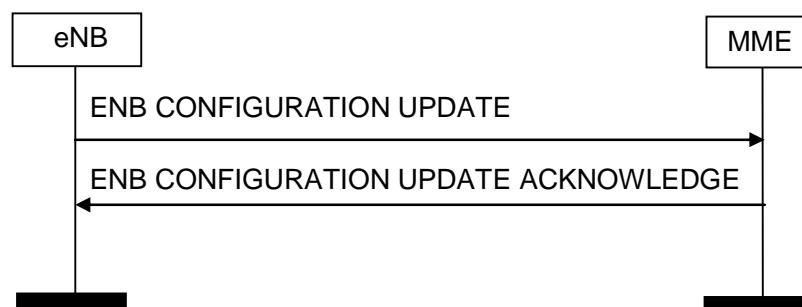 eNB
MME
ENB CONFIGURATION UPDATE
ENB CONFIGURATION UPDATE ACKNOWLEDGE